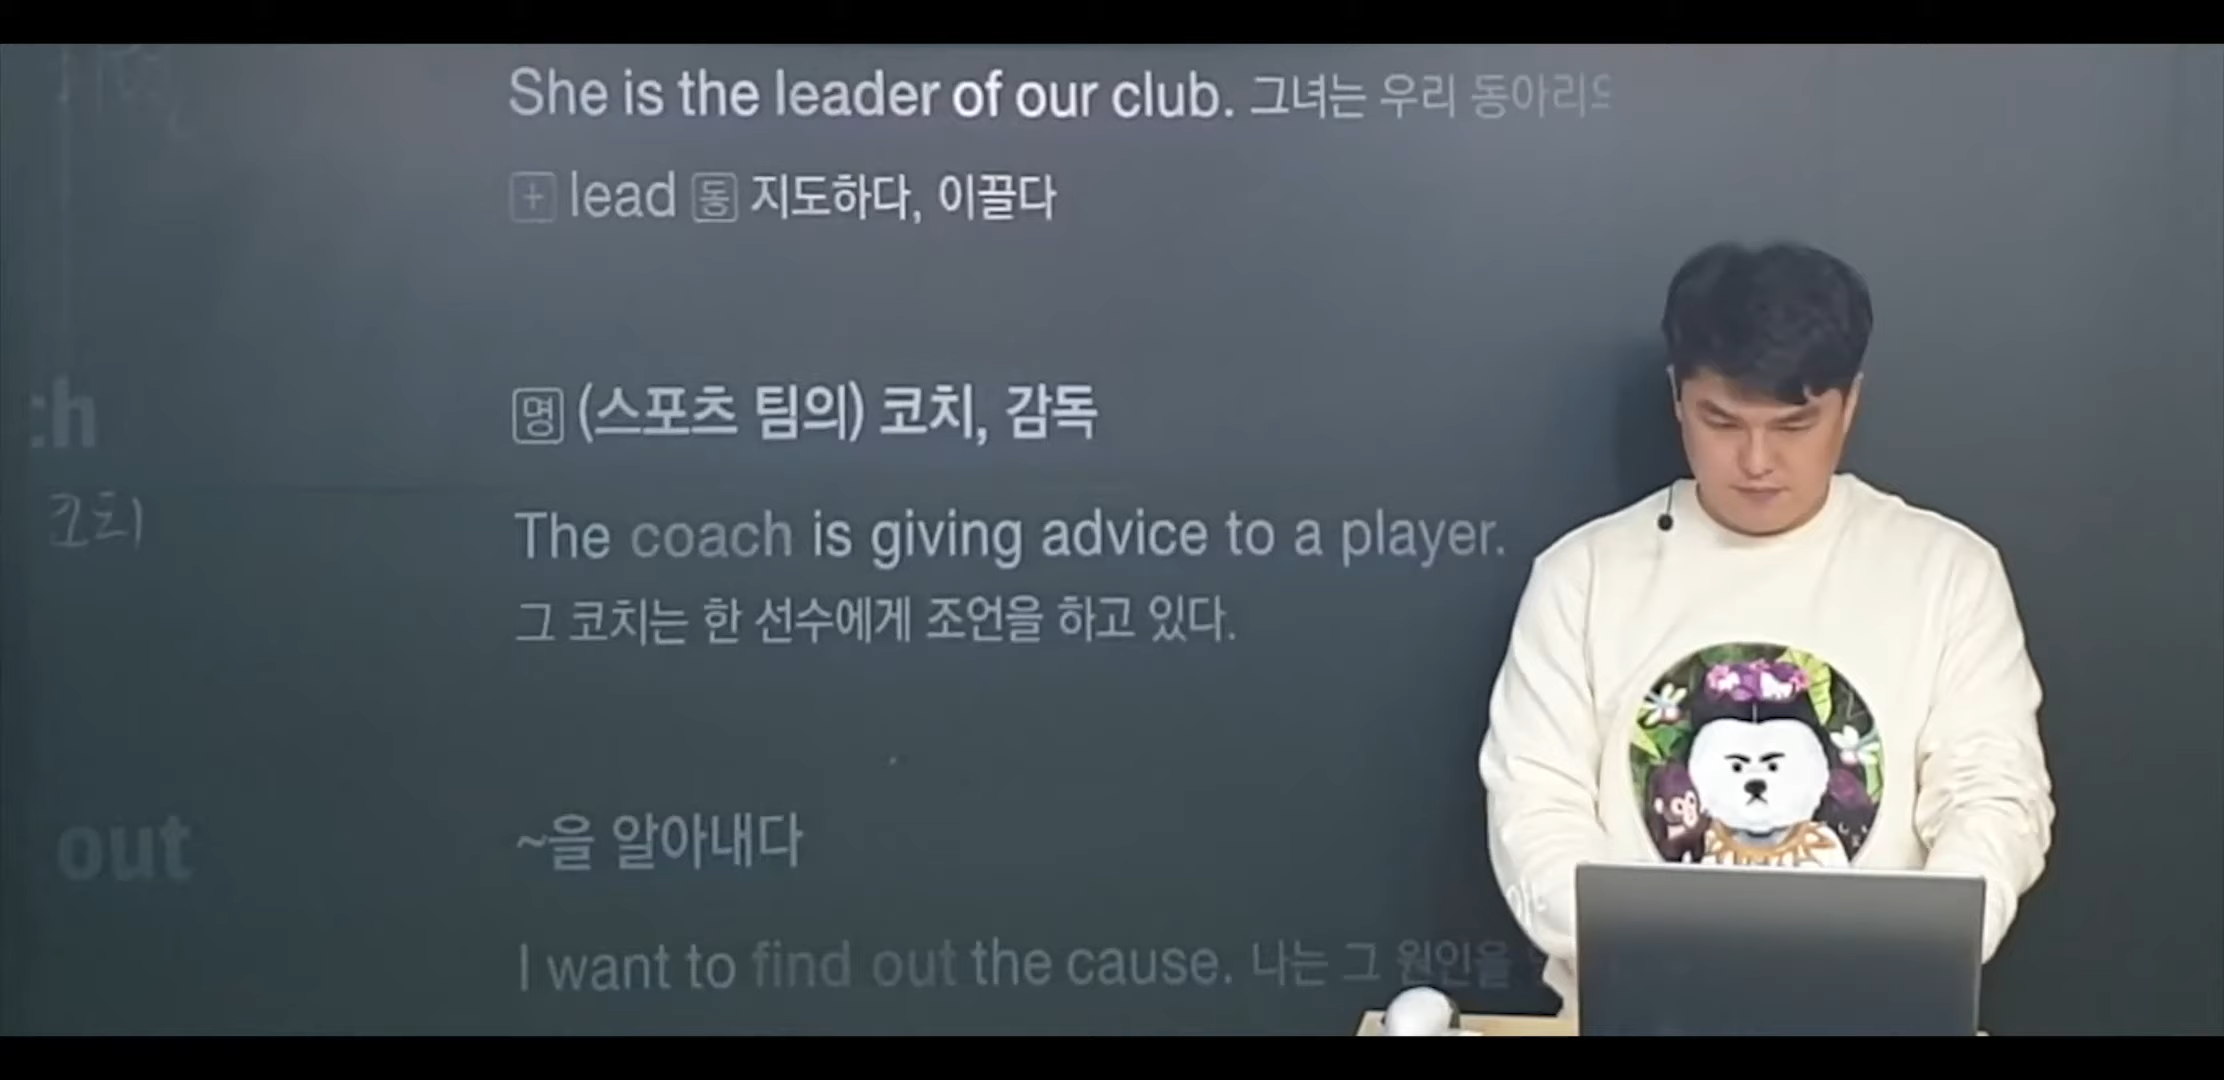 She is the leader of our club. 그녀는 우리 동아리의
+ lead 동 지도하다, 이끌다
명 (스포츠 팀의) 코치, 감독
코치
The coach is giving advice to a player.
그 코치는 한 선수에게 조언을 하고 있다.
out
~을 알아내다
I want to find out the cause. 나는 그 원인을